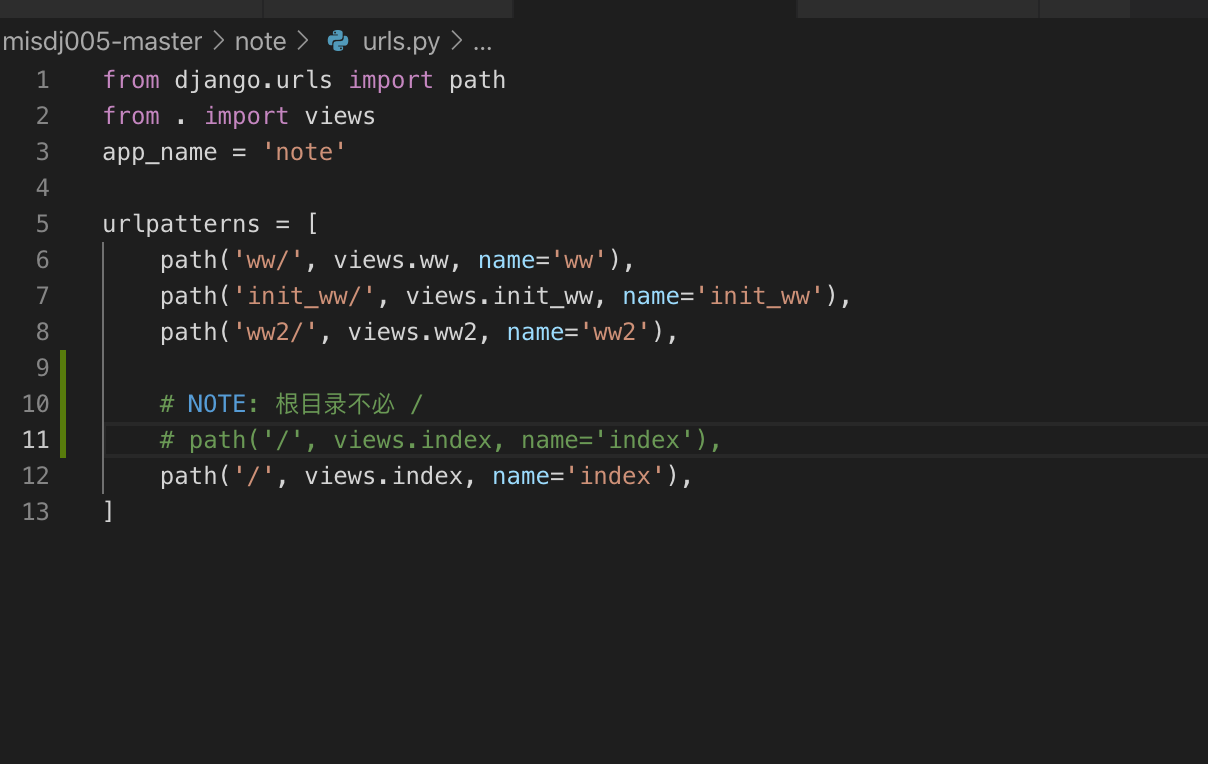 misdj005-master > note > urls.py > ...
1 from django.urls import path
2 from . import views
3 app_name = 'note'
4
5 urlpatterns = [
6     path('ww/', views.ww, name='ww'),
7     path('init_ww/', views.init_ww, name='init_ww'),
8     path('ww2/', views.ww2, name='ww2'),
9
10     # NOTE: 根目录不必 /
11     # path('/', views.index, name='index'),
12     path('/', views.index, name='index'),
13 ]